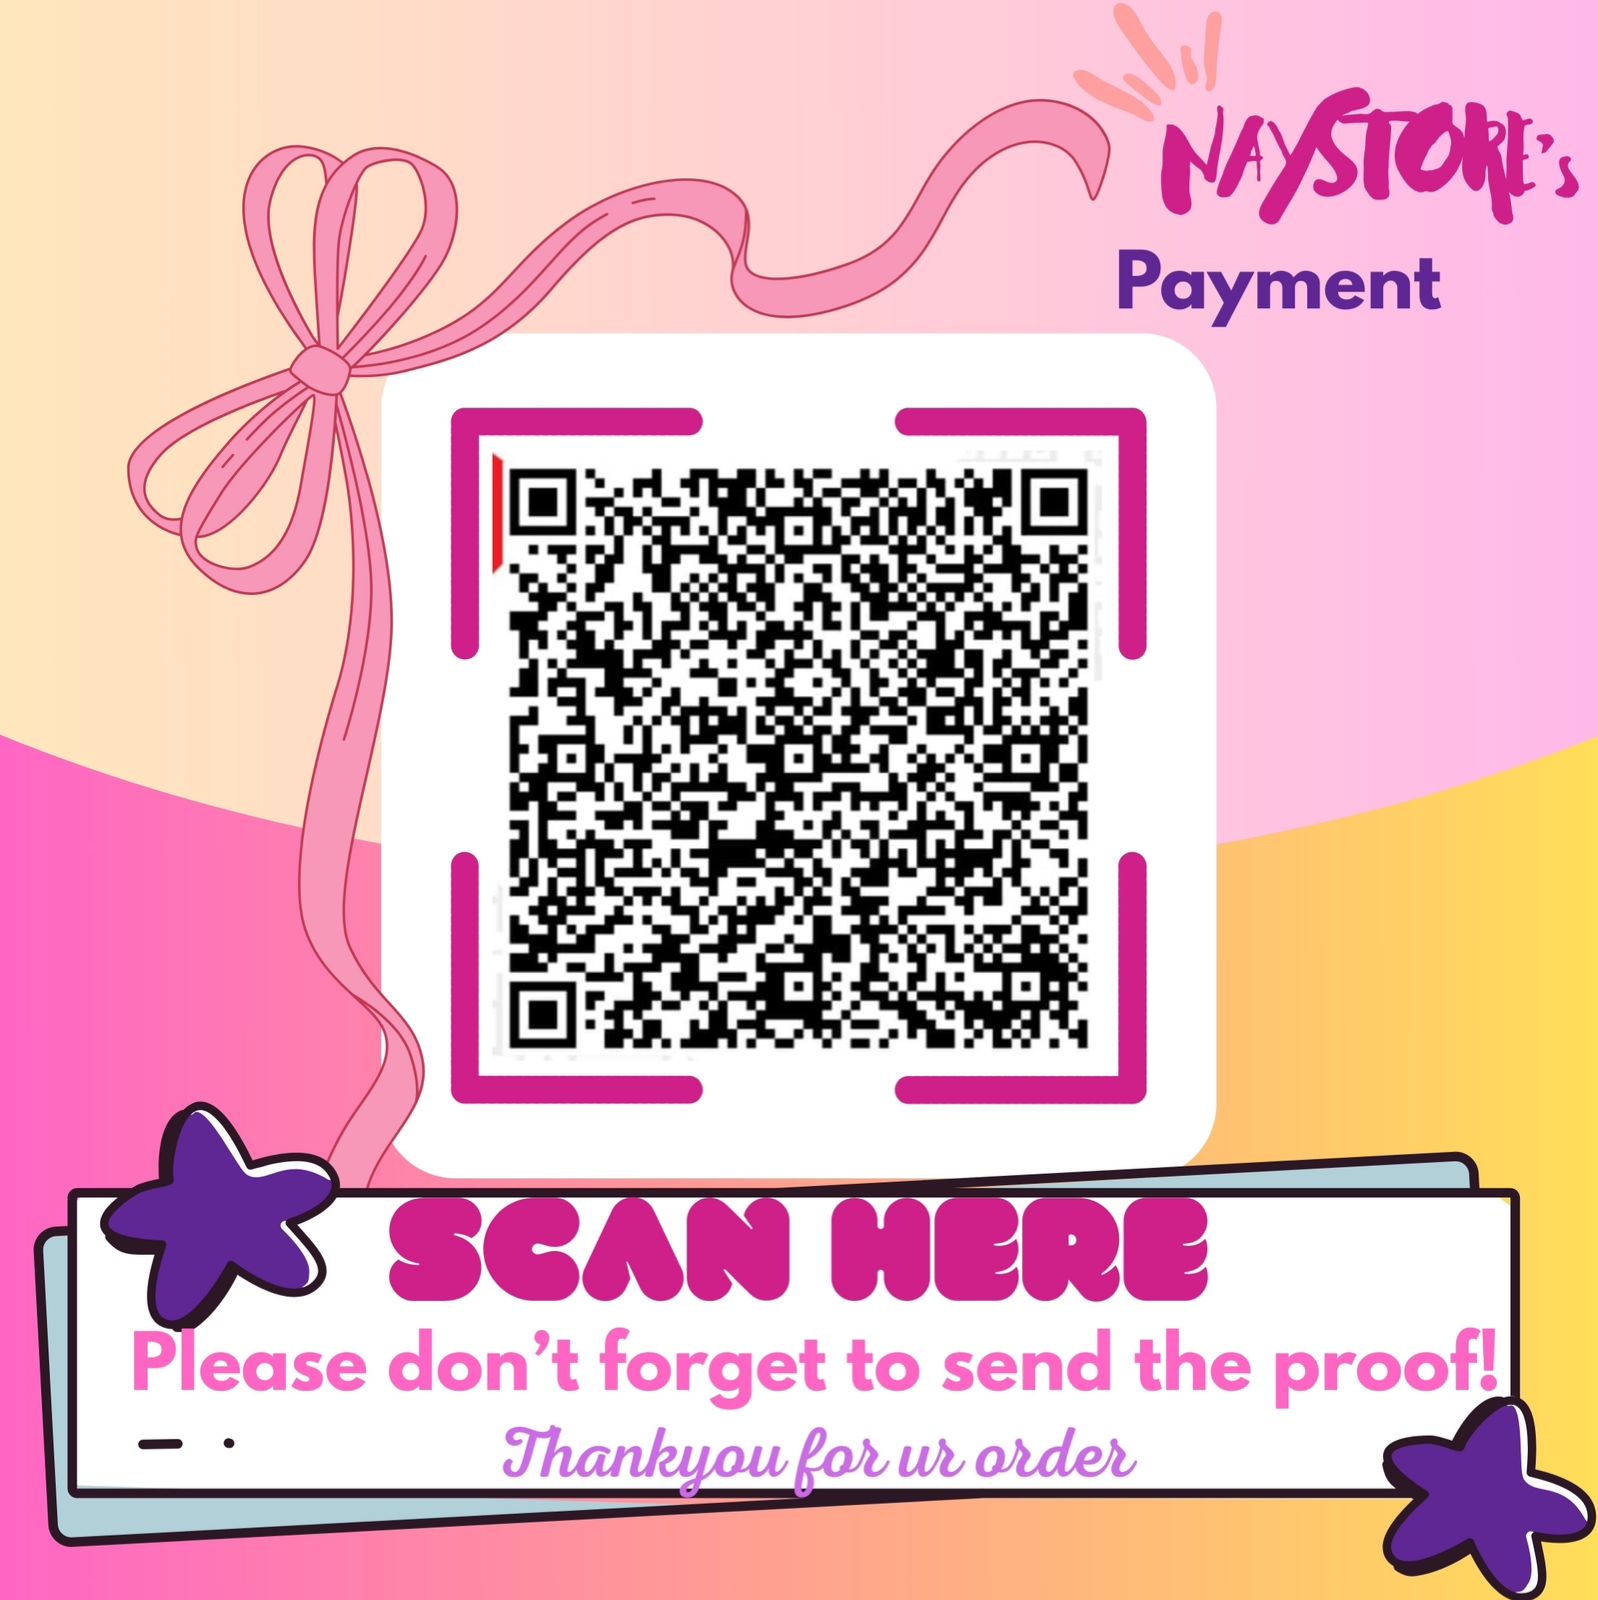 NAYSTORE's
Payment
SCAN HERE
Please don't forget to send the proof!
Thankyou for ur order